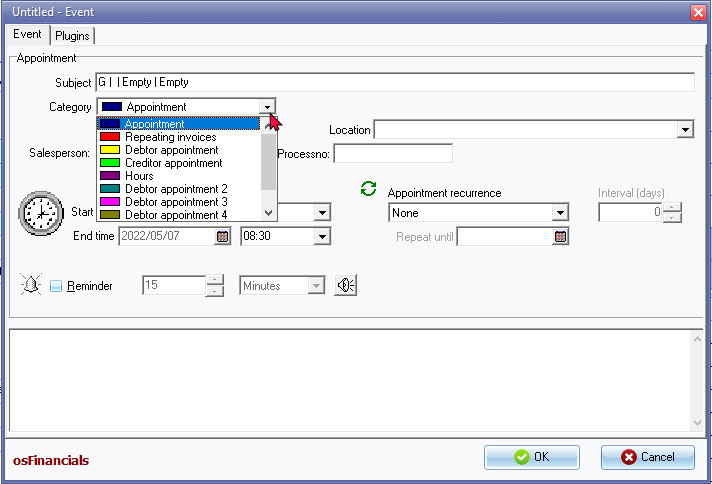 Untitled - Event
Event Plugins
Appointment
Subject G | | Empty | Empty
Category Appointment
Appointment
Repeating invoices
Debtor appointment
Creditor appointment
Hours
Debtor appointment 2
Debtor appointment 3
Debtor appointment 4
Location
Salesperson: Processno:
Appointment recurrence Interval (days)
Start None 0
End time 2022/05/07 08:30 Repeat until
Reminder 15 Minutes
osFinancials OK Cancel